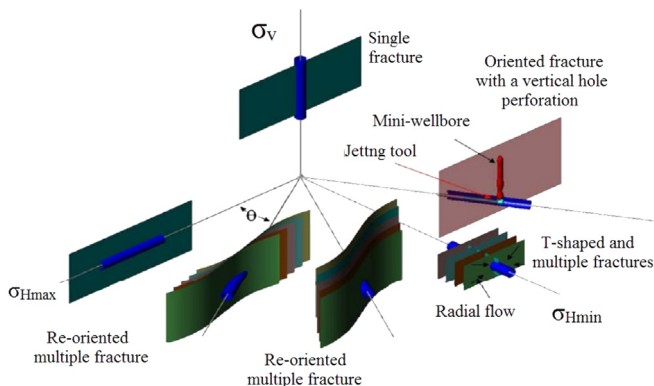 σv
Single
fracture
Oriented fracture
with a vertical hole
perforation
Mini-wellbore
Jettng tool
θ
T-shaped and
multiple fractures
σHmax
σHmin
Radial flow
Re-oriented
multiple fracture
Re-oriented
multiple fracture